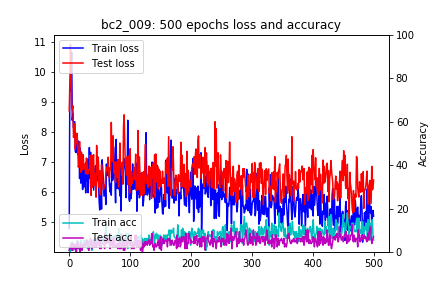 bc2_009: 500 epochs loss and accuracy
Train loss
Test loss
Train acc
Test acc
Loss
Accuracy
11
10
9
8
7
6
5
100
80
60
40
20
0
0
100
200
300
400
500